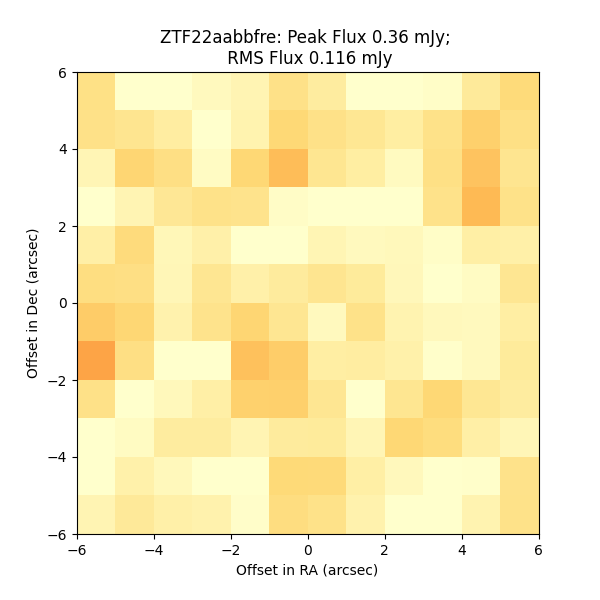 ZTF22aabbfre: Peak Flux 0.36 mJy;
RMS Flux 0.116 mJy
6
4
2
0
−2
−4
−6
Offset in Dec (arcsec)
−6 −4 −2 0 2 4 6
Offset in RA (arcsec)